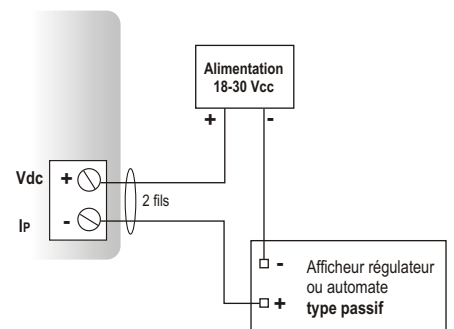 Alimentation
18-30 Vcc
+ -
Vdc +
2 fils
IP -
- Afficheur régulateur
ou automate
+ type passif